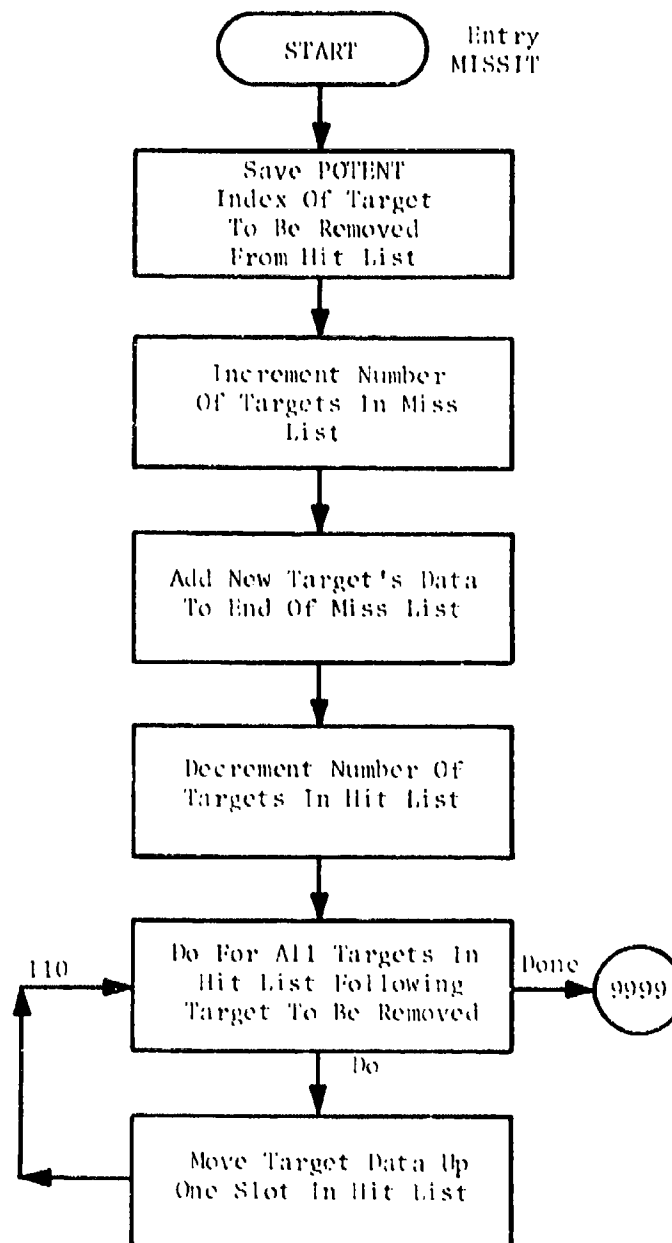 START
Entry
MISSIT
Save POTENT
Index Of Target
To Be Removed
From Hit List
Increment Number
Of Targets In Miss
List
Add New Target's Data
To End Of Miss List
Decrement Number Of
Targets In Hit List
110
Do For All Targets In
Hit List Following
Target To Be Removed
Done
9999
Do
Move Target Data Up
One Slot In Hit List